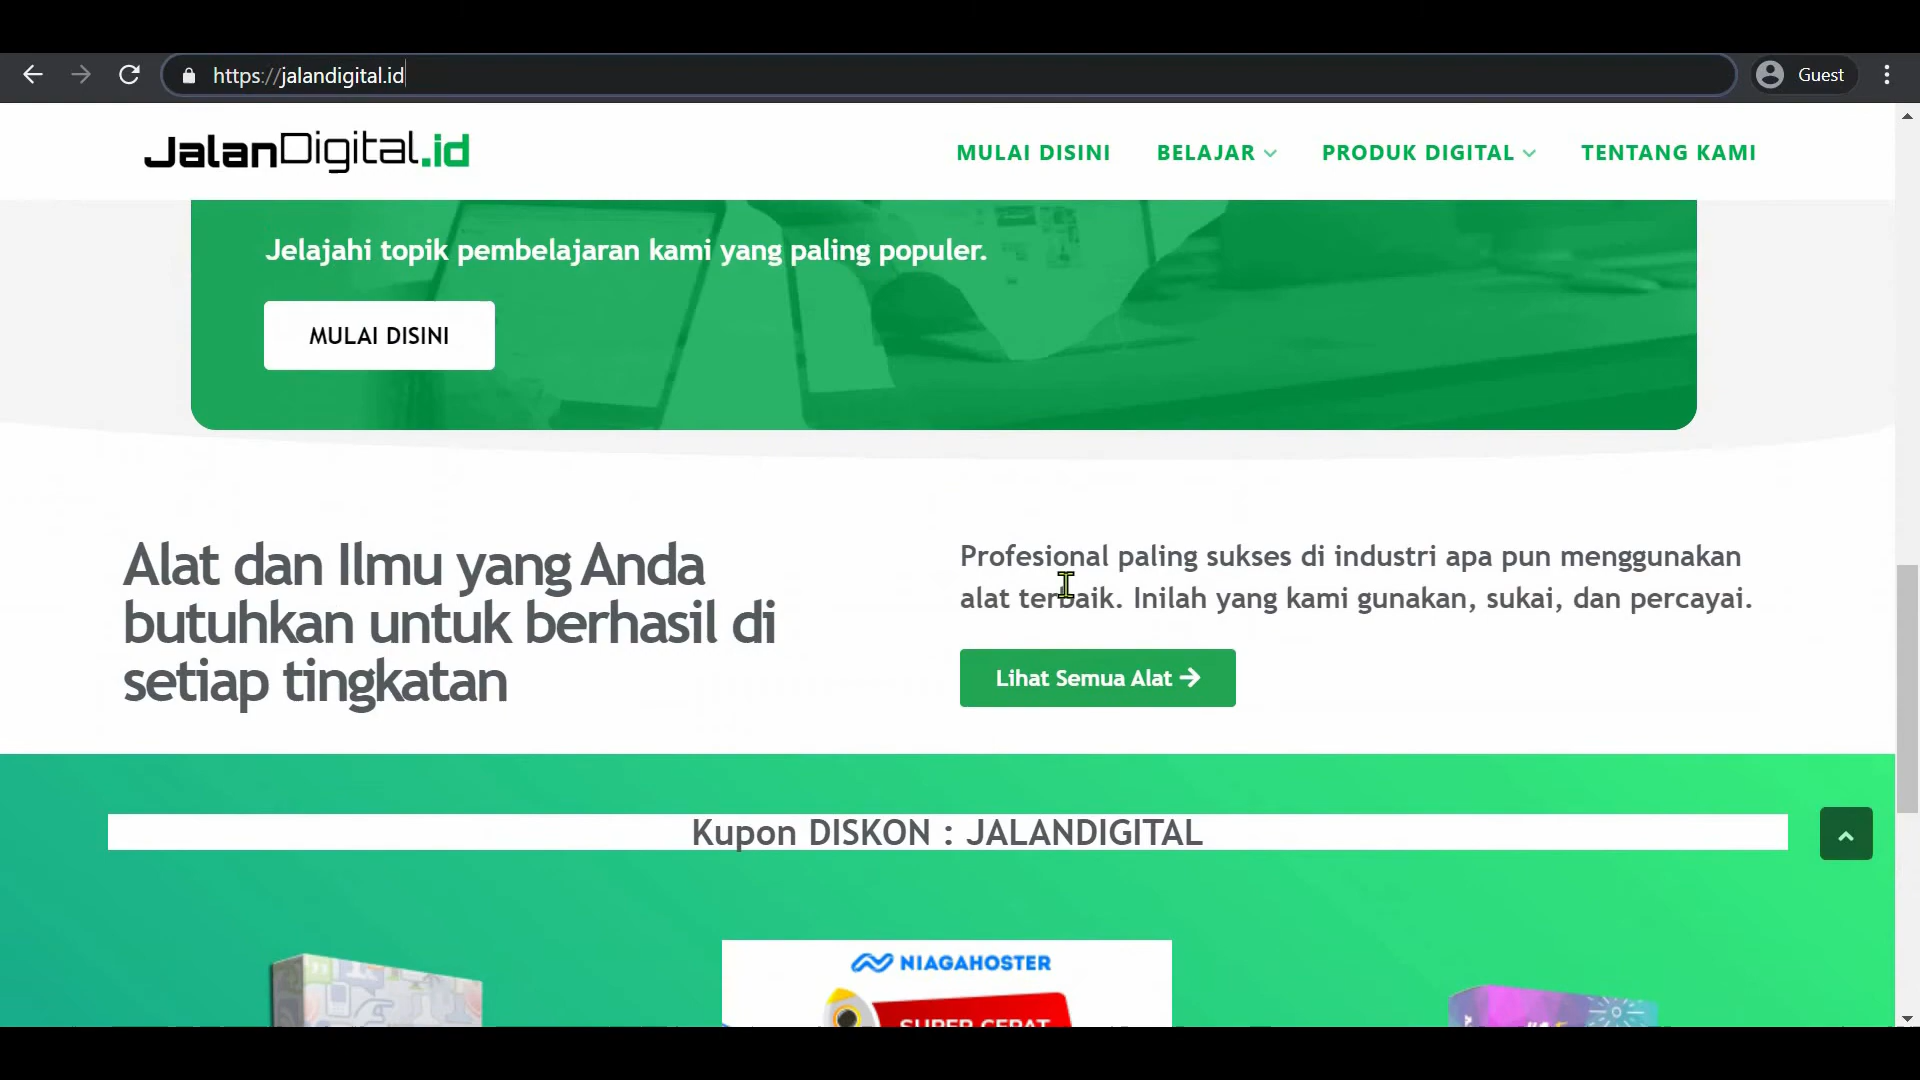 https://jalandigital.id
Guest
JalanDigital.id
MULAI DISINI
BELAJAR
PRODUK DIGITAL
TENTANG KAMI
Jelajahi topik pembelajaran kami yang paling populer.
MULAI DISINI
Alat dan Ilmu yang Anda
butuhkan untuk berhasil di
setiap tingkatan
Profesional paling sukses di industri apa pun menggunakan
alat terbaik. Inilah yang kami gunakan, sukai, dan percayai.
Lihat Semua Alat
Kupon DISKON : JALANDIGITAL
NIAGAHOSTER
SUPER CEPAT